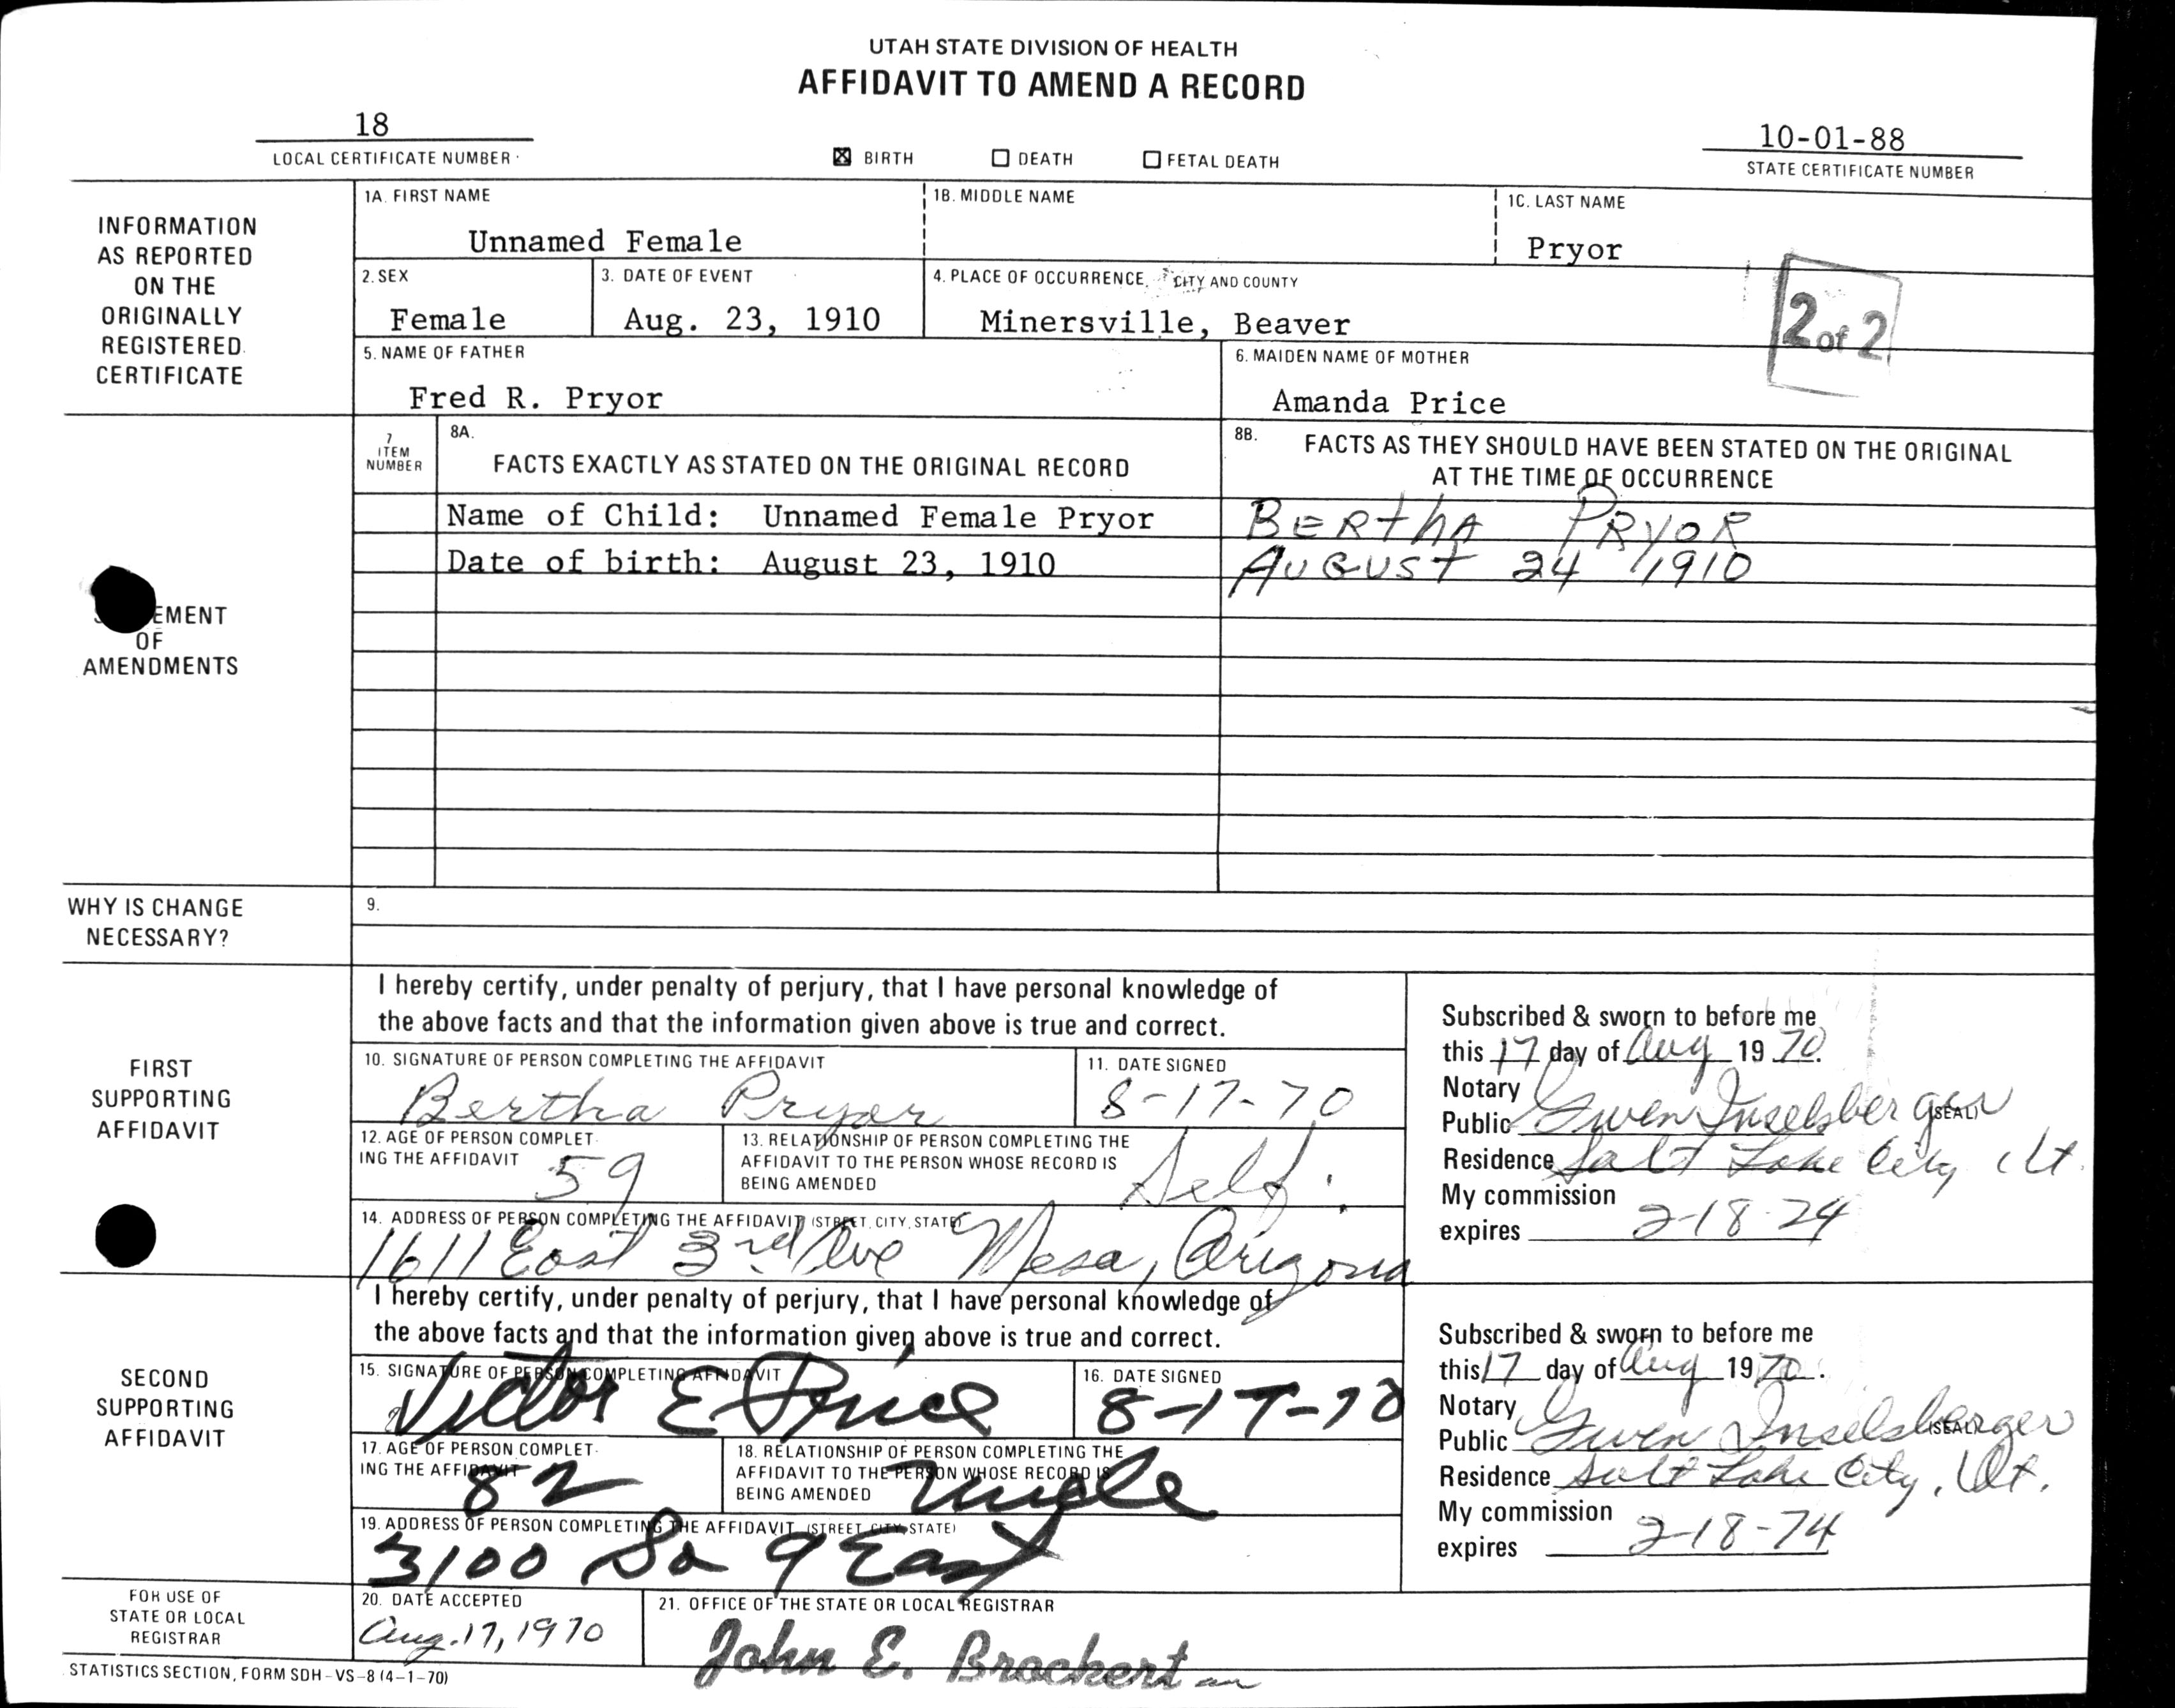 UTAH STATE DIVISION OF HEALTH
AFFIDAVIT TO AMEND A RECORD
18
LOCAL CERTIFICATE NUMBER
☒ BIRTH ☐ DEATH ☐ FETAL DEATH
10-01-88
STATE CERTIFICATE NUMBER
INFORMATION
AS REPORTED
ON THE
ORIGINALLY
REGISTERED
CERTIFICATE
1A. FIRST NAME
Unnamed Female
1B. MIDDLE NAME
1C. LAST NAME
Pryor
2. SEX
Female
3. DATE OF EVENT
Aug. 23, 1910
4. PLACE OF OCCURRENCE, CITY AND COUNTY
Minersville, Beaver
2 of 2
5. NAME OF FATHER
Fred R. Pryor
6. MAIDEN NAME OF MOTHER
Amanda Price
EMENT
OF
AMENDMENTS
7
ITEM
NUMBER
8A.
FACTS EXACTLY AS STATED ON THE ORIGINAL RECORD
8B. FACTS AS THEY SHOULD HAVE BEEN STATED ON THE ORIGINAL
AT THE TIME OF OCCURRENCE
Name of Child: Unnamed Female Pryor
BERthA PRYOR
Date of birth: August 23, 1910
AUGUSt 24 1910
WHY IS CHANGE
NECESSARY?
9.
FIRST
SUPPORTING
AFFIDAVIT
I hereby certify, under penalty of perjury, that I have personal knowledge of
the above facts and that the information given above is true and correct.
10. SIGNATURE OF PERSON COMPLETING THE AFFIDAVIT
Bertha Pryor
11. DATE SIGNED
8-17-70
12. AGE OF PERSON COMPLET-
ING THE AFFIDAVIT
59
13. RELATIONSHIP OF PERSON COMPLETING THE
AFFIDAVIT TO THE PERSON WHOSE RECORD IS
BEING AMENDED
Self.
14. ADDRESS OF PERSON COMPLETING THE AFFIDAVIT (STREET, CITY, STATE)
1611 East 3rd Ave Mesa, Arizona
Subscribed & sworn to before me
this 17 day of Aug 19 70.
Notary
Public Gwen Inselsberger (SEAL)
Residence Salt Lake City Ut.
My commission
expires 2-18-74
SECOND
SUPPORTING
AFFIDAVIT
I hereby certify, under penalty of perjury, that I have personal knowledge of
the above facts and that the information given above is true and correct.
15. SIGNATURE OF PERSON COMPLETING AFFIDAVIT
Victor E Price
16. DATE SIGNED
8-17-70
17. AGE OF PERSON COMPLET-
ING THE AFFIDAVIT
82
18. RELATIONSHIP OF PERSON COMPLETING THE
AFFIDAVIT TO THE PERSON WHOSE RECORD IS
BEING AMENDED
Uncle
19. ADDRESS OF PERSON COMPLETING THE AFFIDAVIT (STREET, CITY, STATE)
3100 So 9 East
Subscribed & sworn to before me
this 17 day of Aug 1970.
Notary
Public Gwen Inselsberger (SEAL)
Residence Salt Lake City, Ut.
My commission
expires 2-18-74
FOR USE OF
STATE OR LOCAL
REGISTRAR
20. DATE ACCEPTED
Aug. 17, 1970
21. OFFICE OF THE STATE OR LOCAL REGISTRAR
John E. Brockert
STATISTICS SECTION, FORM SDH-VS-8 (4-1-70)